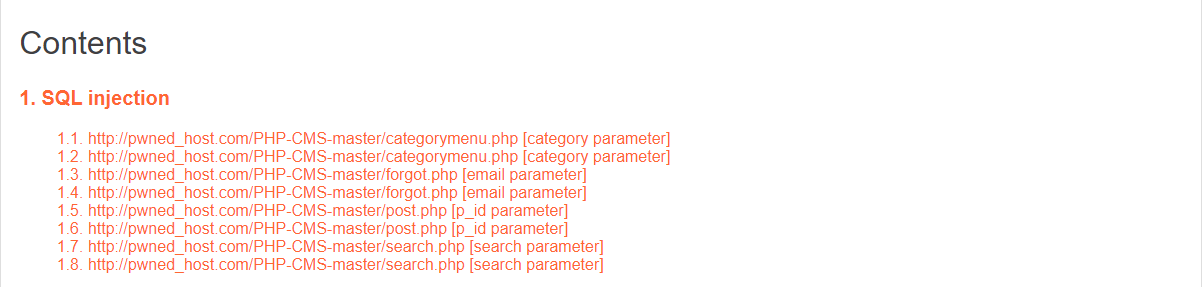 Contents
1. SQL injection
1.1. http://pwned_host.com/PHP-CMS-master/categorymenu.php [category parameter]
1.2. http://pwned_host.com/PHP-CMS-master/categorymenu.php [category parameter]
1.3. http://pwned_host.com/PHP-CMS-master/forgot.php [email parameter]
1.4. http://pwned_host.com/PHP-CMS-master/forgot.php [email parameter]
1.5. http://pwned_host.com/PHP-CMS-master/post.php [p_id parameter]
1.6. http://pwned_host.com/PHP-CMS-master/post.php [p_id parameter]
1.7. http://pwned_host.com/PHP-CMS-master/search.php [search parameter]
1.8. http://pwned_host.com/PHP-CMS-master/search.php [search parameter]